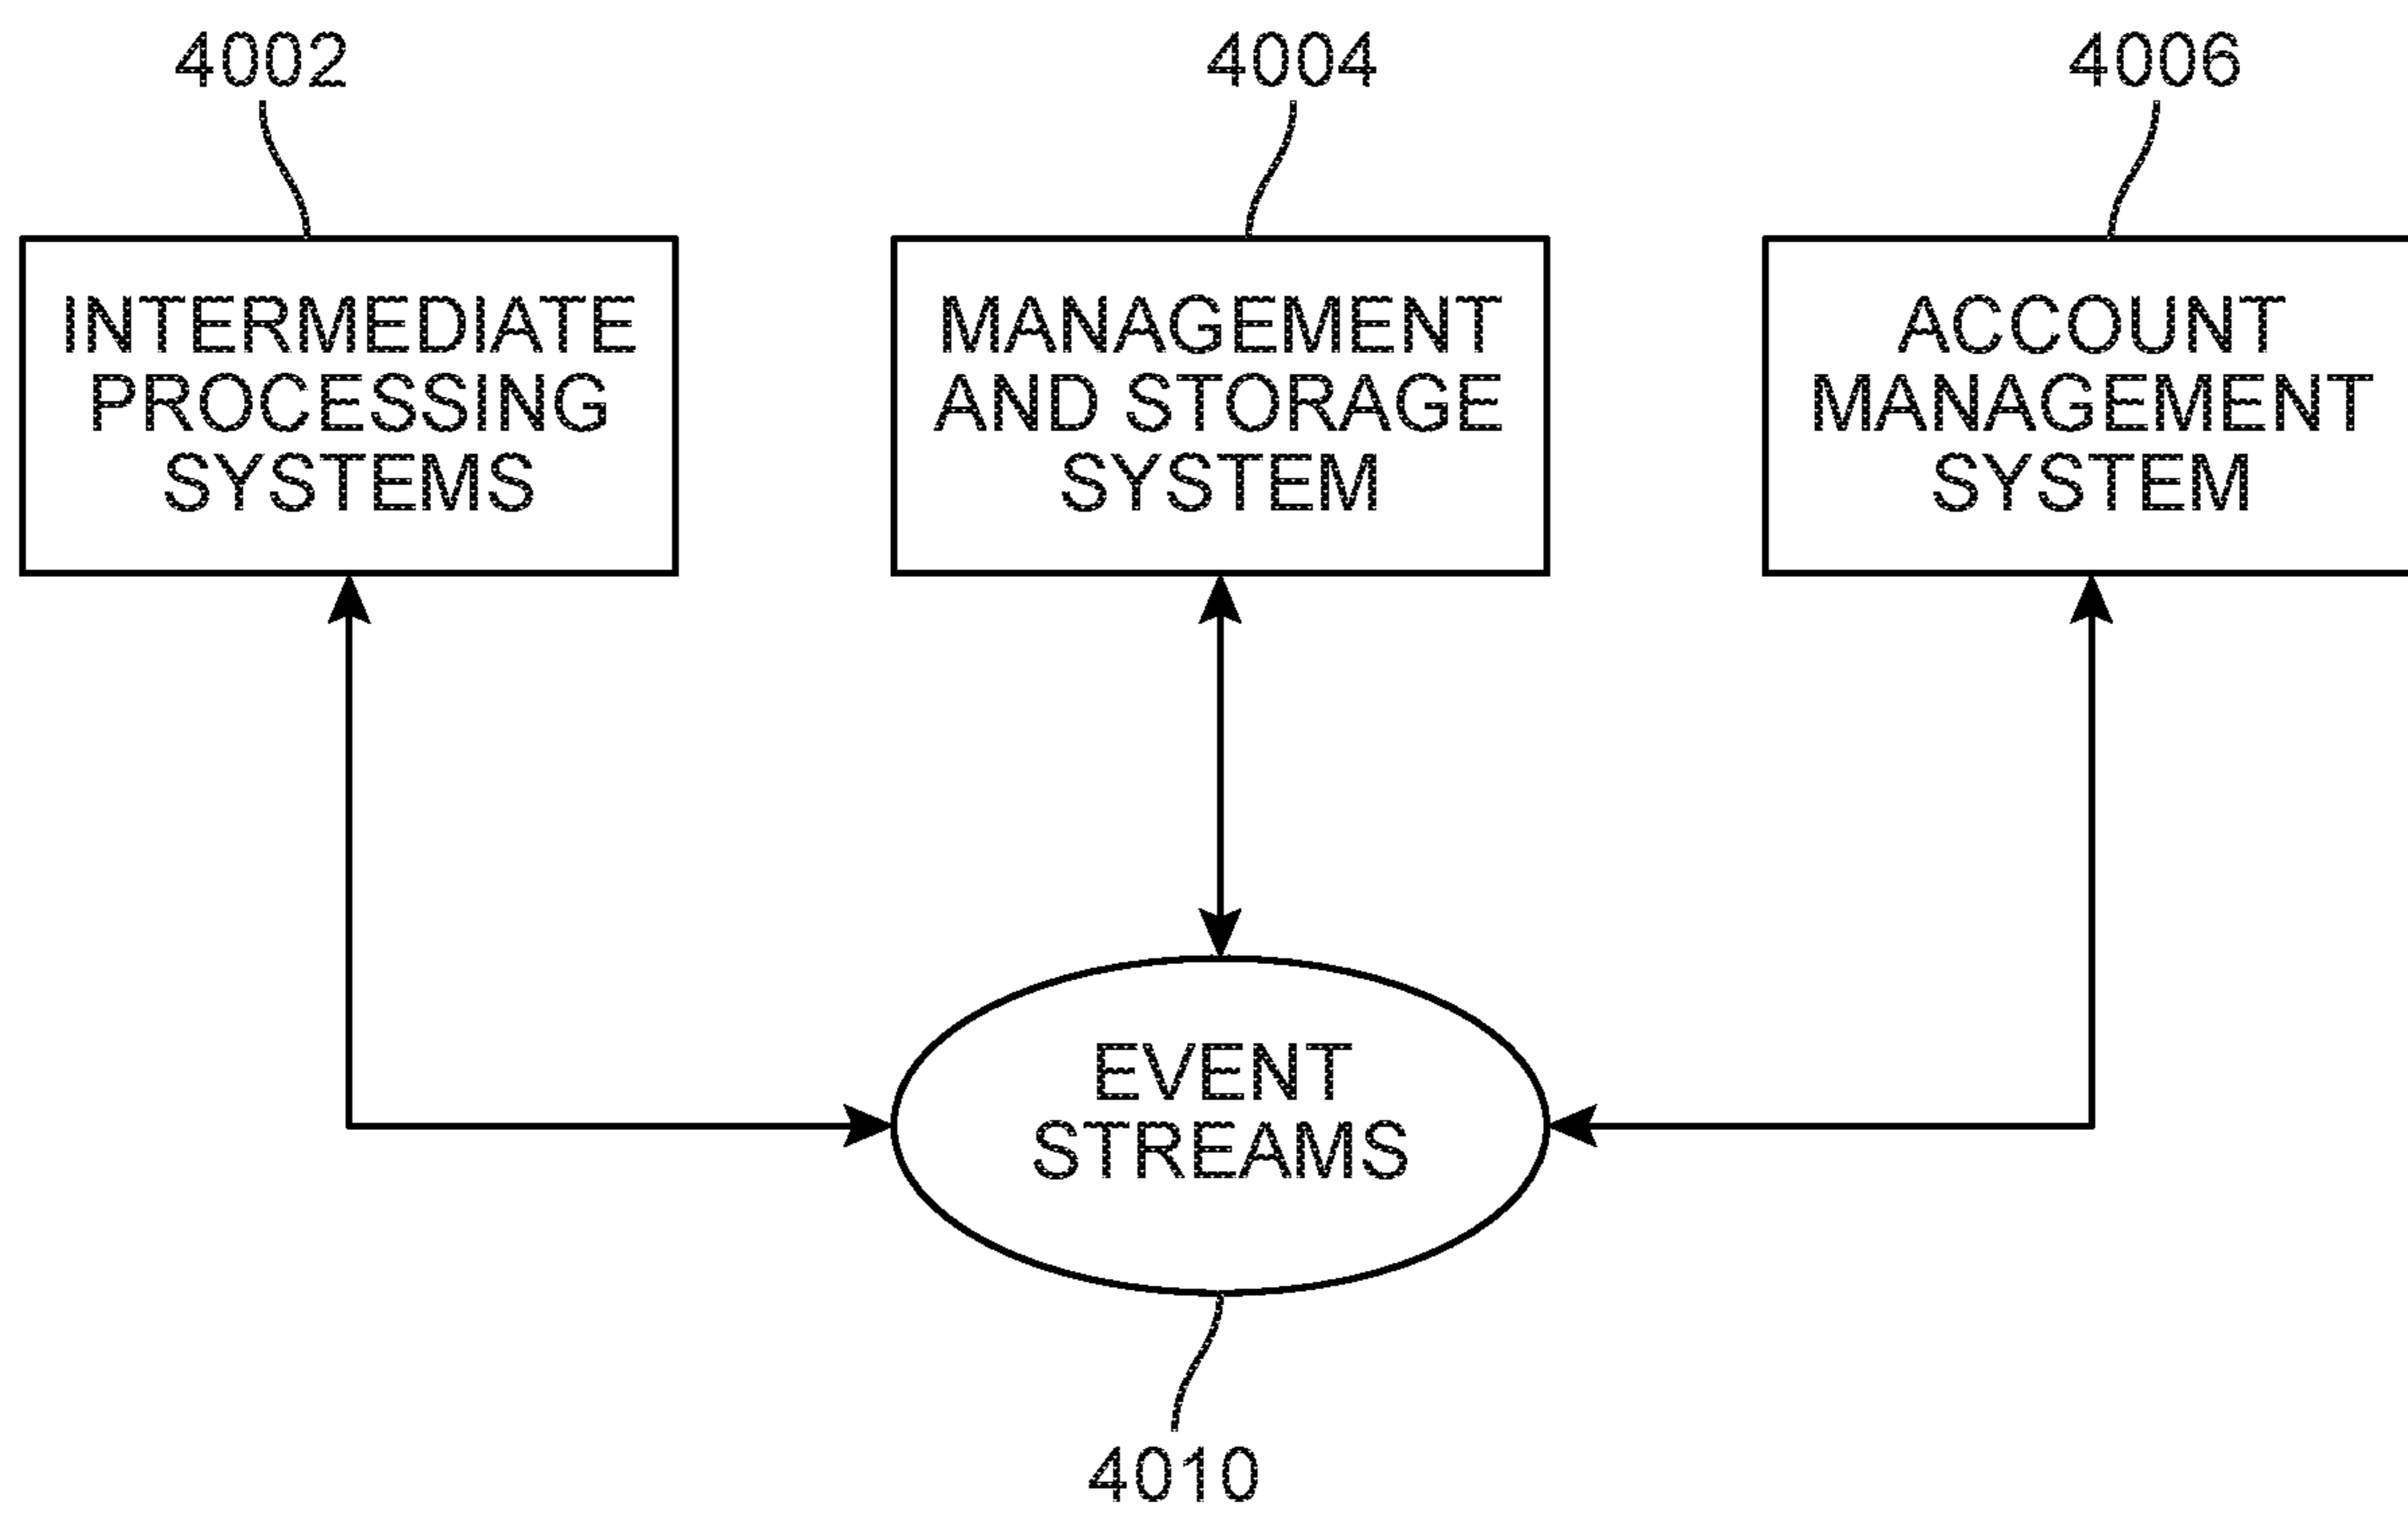 4002
4004
4006
INTERMEDIATE
PROCESSING
SYSTEMS
MANAGEMENT
AND STORAGE
SYSTEM
ACCOUNT
MANAGEMENT
SYSTEM
EVENT
STREAMS
4010